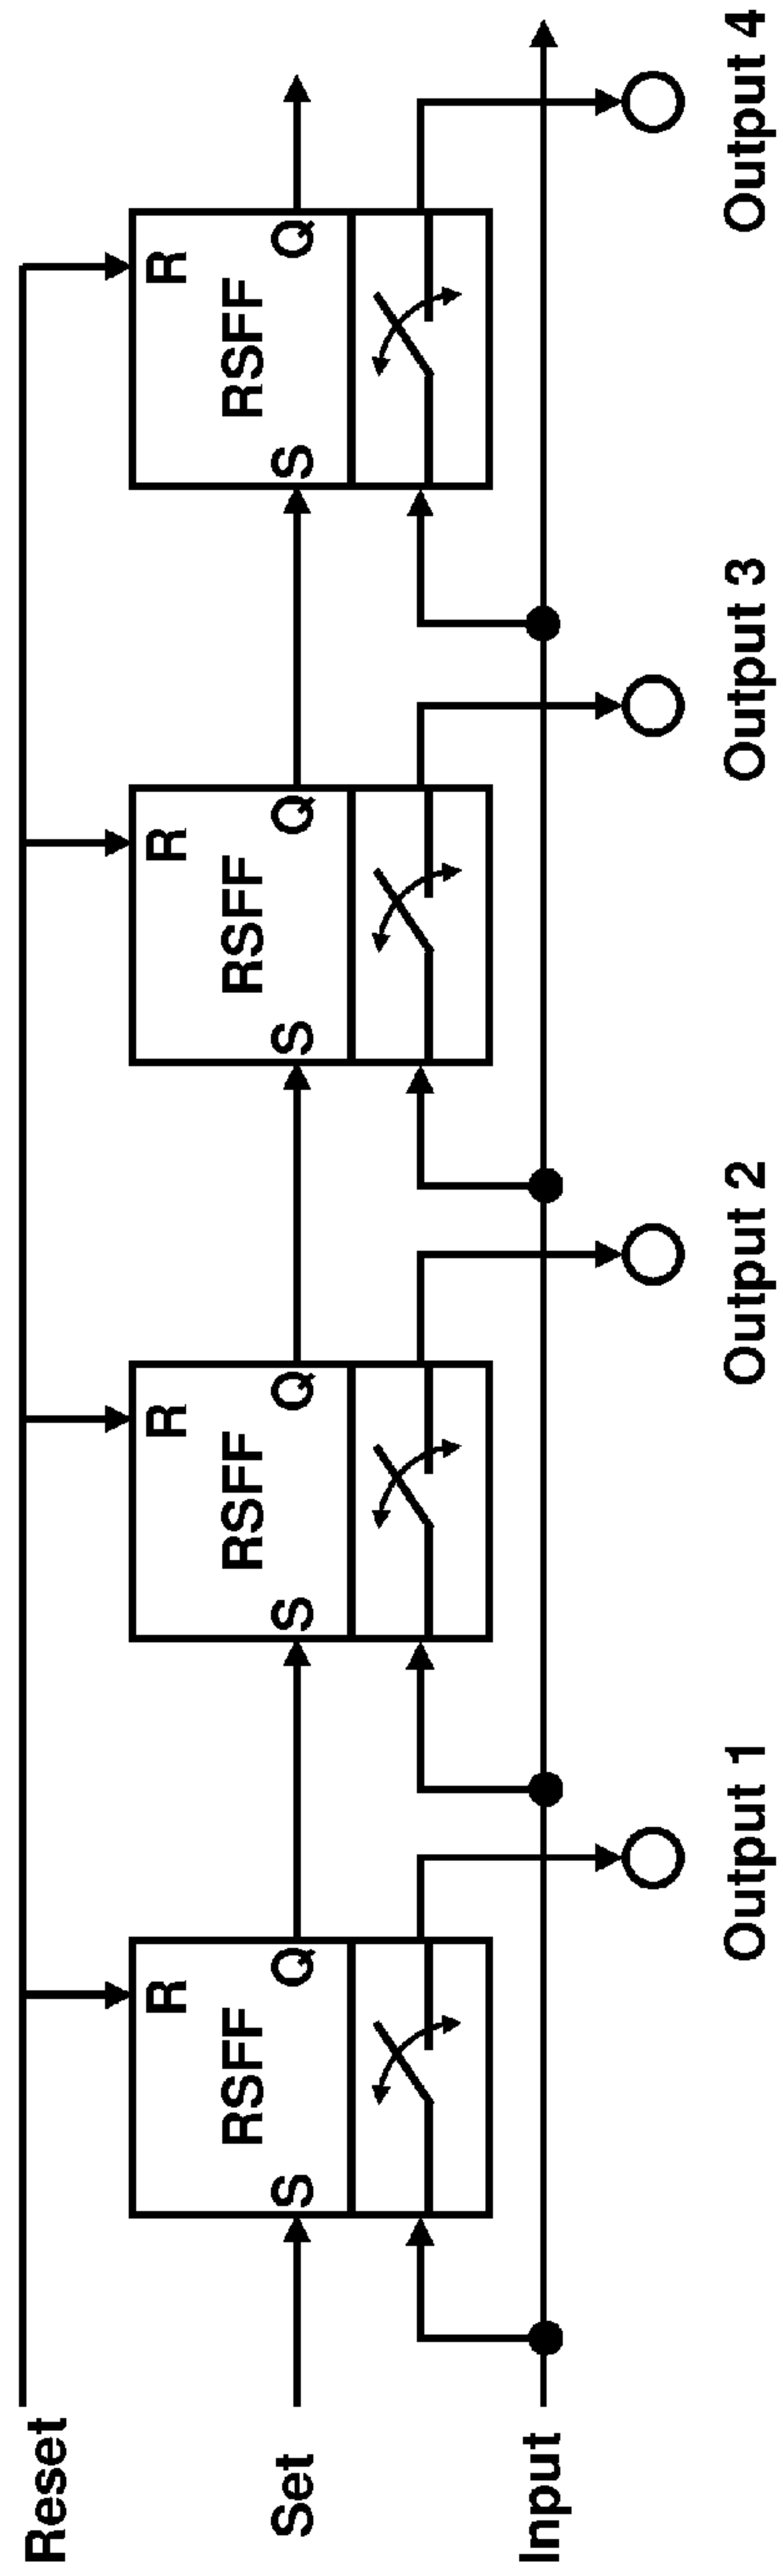 Reset
R
R
R
R
RSFF
RSFF
RSFF
RSFF
Set
S
Q
S
Q
S
Q
S
Q
Input
Output 1
Output 2
Output 3
Output 4